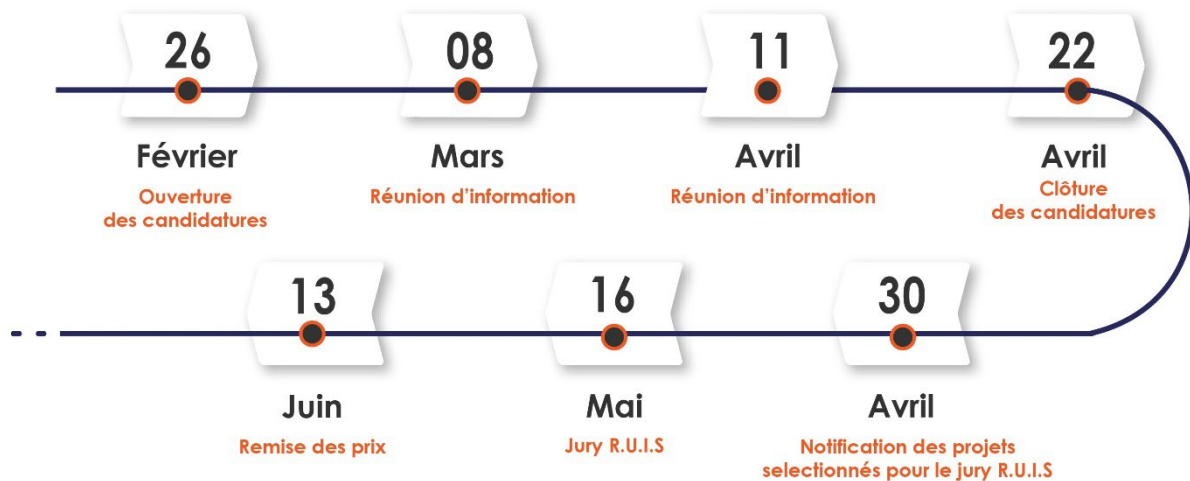 26
Février
Ouverture
des candidatures
08
Mars
Réunion d'information
11
Avril
Réunion d'information
22
Avril
Clôture
des candidatures
30
Avril
Notification des projets
selectionnés pour le jury R.U.I.S
16
Mai
Jury R.U.I.S
13
Juin
Remise des prix